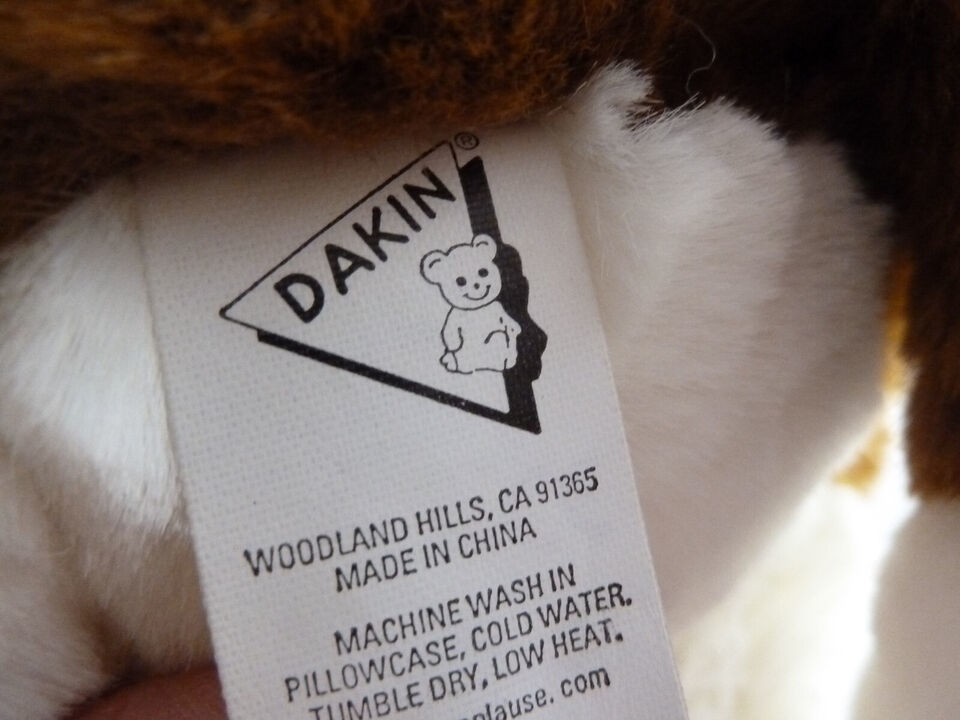 DAKIN®
WOODLAND HILLS, CA 91365
MADE IN CHINA
MACHINE WASH IN
PILLOWCASE, COLD WATER.
TUMBLE DRY, LOW HEAT.